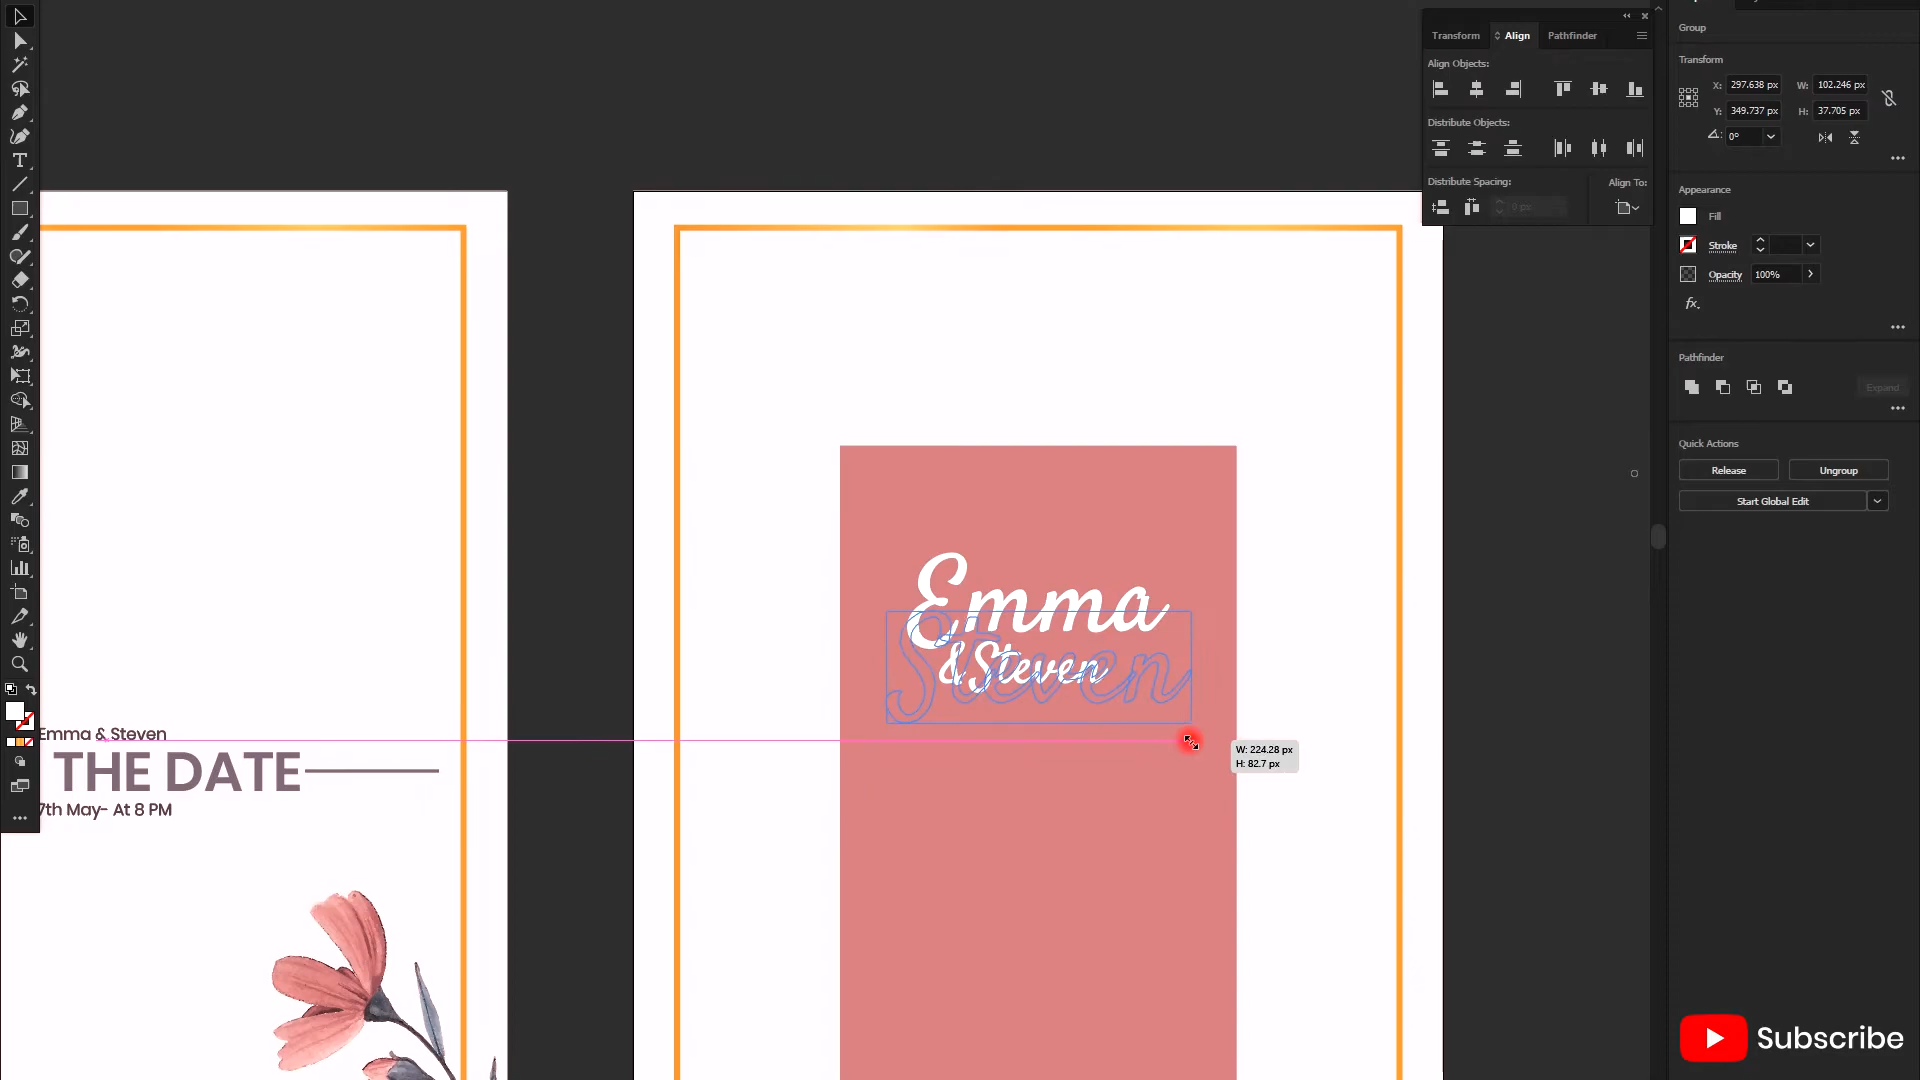 Transform
Align
Pathfinder
Align Objects:
Distribute Objects:
Distribute Spacing:
Align To:
0 px
Group
Transform
X:
297.638 px
W:
102.246 px
Y:
349.737 px
H:
37.705 px
0°
Appearance
Fill
Stroke
Opacity
100%
fx.
Pathfinder
Expand
Quick Actions
Release
Ungroup
Start Global Edit
T
Emma & Steven
THE DATE
7th May- At 8 PM
Emma
&Steven
Steven
W: 224.28 px
H: 82.7 px
Subscribe